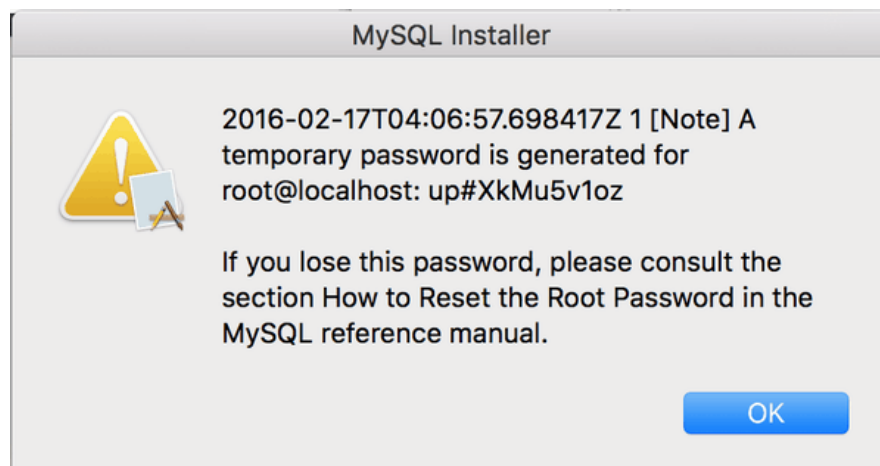 MySQL Installer
2016-02-17T04:06:57.698417Z 1 [Note] A
temporary password is generated for
root@localhost: up#XkMu5v1oz
If you lose this password, please consult the
section How to Reset the Root Password in the
MySQL reference manual.
OK